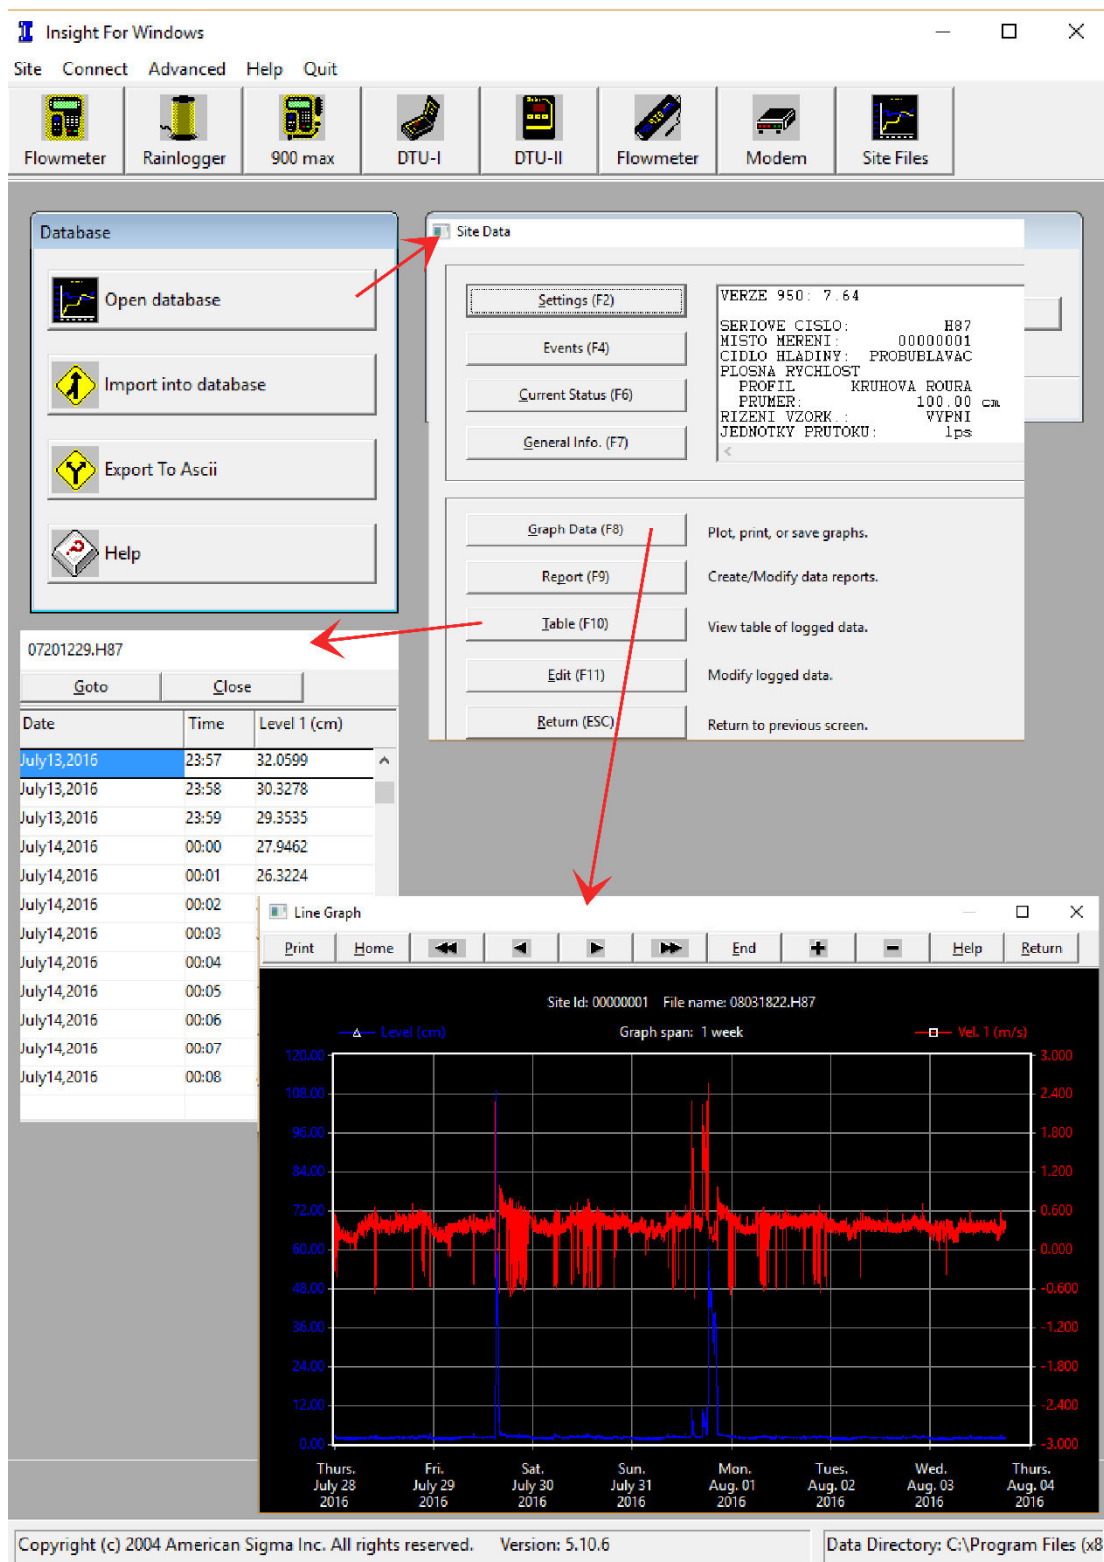 Insight For Windows
Site Connect Advanced Help Quit
Flowmeter Rainlogger 900 max DTU-I DTU-II Flowmeter Modem Site Files
Database
Open database
Import into database
Export To Ascii
Help
Site Data
Settings (F2)
Events (F4)
Current Status (F6)
General Info. (F7)
VERZE 950: 7.64
SERIOVE CISLO: H87
MISTO MERENI: 00000001
CIDLO HLADINY: PROBUBLAVAC
PLOSNA RYCHLOST
PROFIL KRUHOVA ROURA
PRUMER: 100.00 cm
RIZENI VZORK.: VYPNI
JEDNOTKY PRUTOKU: lps
Graph Data (F8) Plot, print, or save graphs.
Report (F9) Create/Modify data reports.
Table (F10) View table of logged data.
Edit (F11) Modify logged data.
Return (ESC) Return to previous screen.
07201229.H87
Goto Close
Date Time Level 1 (cm)
July13,2016 23:57 32.0599
July13,2016 23:58 30.3278
July13,2016 23:59 29.3535
July14,2016 00:00 27.9462
July14,2016 00:01 26.3224
July14,2016 00:02
July14,2016 00:03
July14,2016 00:04
July14,2016 00:05
July14,2016 00:06
July14,2016 00:07
July14,2016 00:08
Line Graph
Print Home End + - Help Return
Site Id: 00000001 File name: 08031822.H87
Level (cm) Graph span: 1 week Vel. 1 (m/s)
120.00 3.000
108.00 2.400
96.00 1.800
84.00 1.200
72.00 0.600
60.00 0.000
48.00 -0.600
36.00 -1.200
24.00 -1.800
12.00 -2.400
0.00 -3.000
Thurs. Fri. Sat. Sun. Mon. Tues. Wed. Thurs.
July 28 July 29 July 30 July 31 Aug. 01 Aug. 02 Aug. 03 Aug. 04
2016 2016 2016 2016 2016 2016 2016 2016
Copyright (c) 2004 American Sigma Inc. All rights reserved. Version: 5.10.6 Data Directory: C:\Program Files (x8